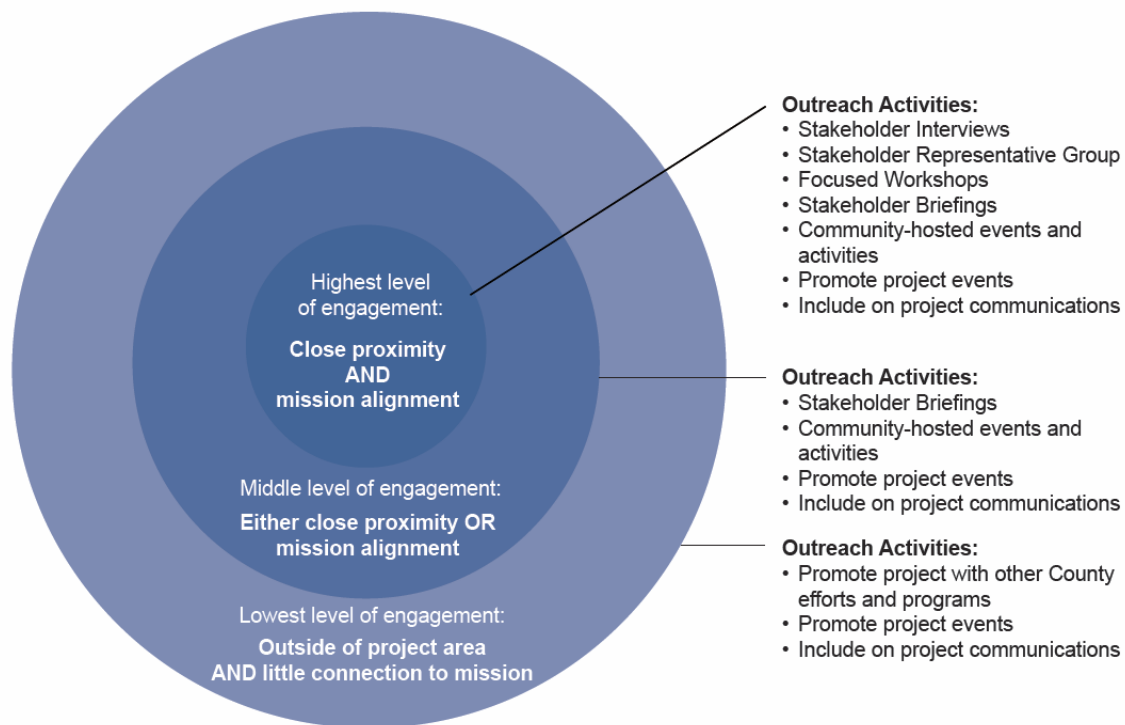 Highest level
of engagement:
Close proximity
AND
mission alignment
Middle level of engagement:
Either close proximity OR
mission alignment
Lowest level of engagement:
Outside of project area
AND little connection to mission
Outreach Activities:
• Stakeholder Interviews
• Stakeholder Representative Group
• Focused Workshops
• Stakeholder Briefings
• Community-hosted events and
activities
• Promote project events
• Include on project communications
Outreach Activities:
• Stakeholder Briefings
• Community-hosted events and
activities
• Promote project events
• Include on project communications
Outreach Activities:
• Promote project with other County
efforts and programs
• Promote project events
• Include on project communications